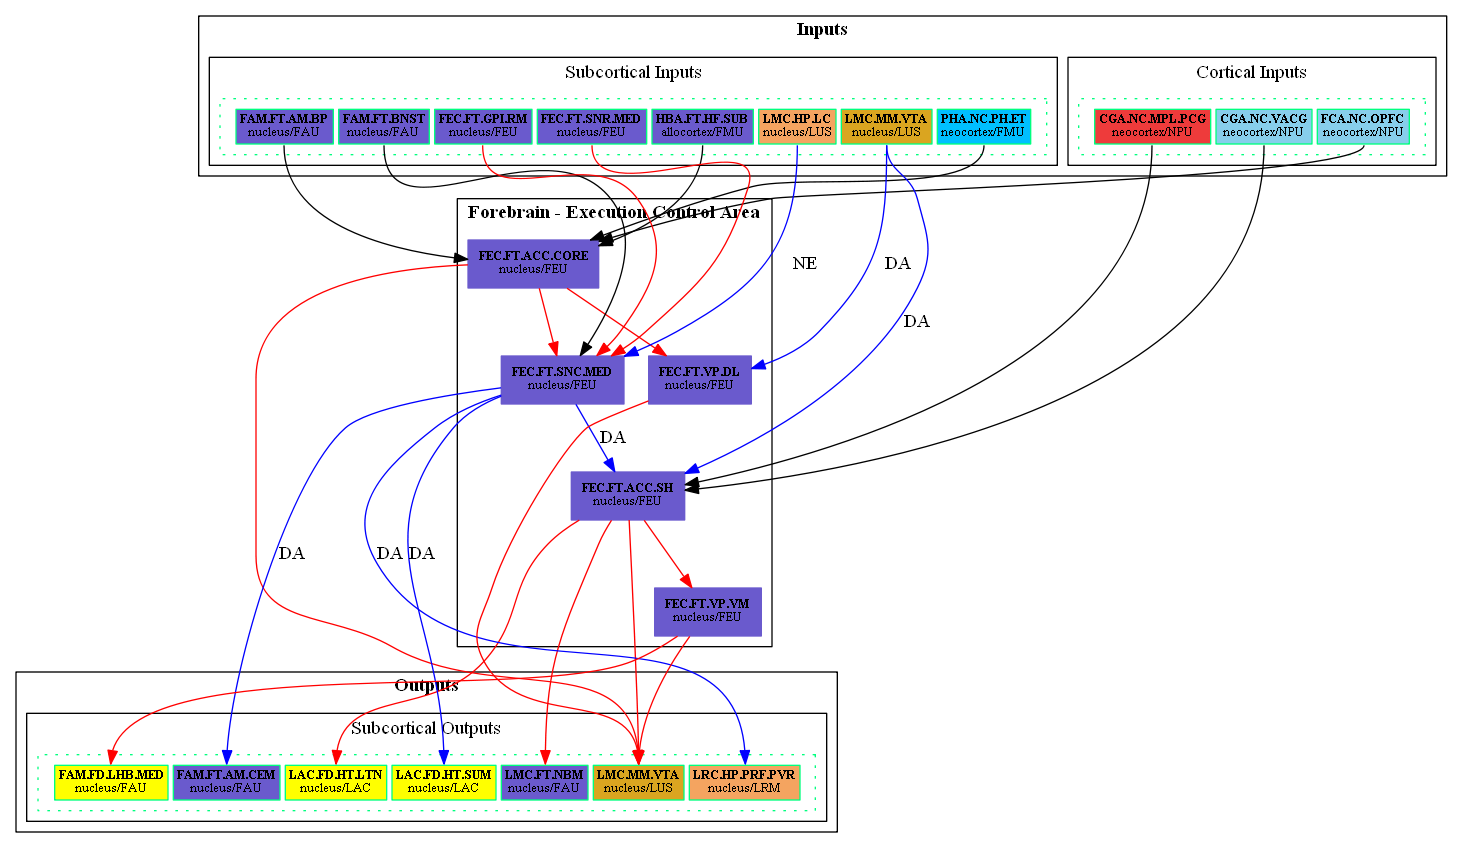 Inputs
Subcortical Inputs
Cortical Inputs
FAM.FT.AM.BP
nucleus/FAU
FAM.FT.BNST
nucleus/FAU
FEC.FT.GPI.RM
nucleus/FEU
FEC.FT.SNR.MED
nucleus/FEU
HBA.FT.HF.SUB
allocortex/FMU
LMC.HP.LC
nucleus/LUS
LMC.MM.VTA
nucleus/LUS
PHA.NC.PH.ET
neocortex/FMU
CGA.NC.MPL.PCG
neocortex/NPU
CGA.NC.VACG
neocortex/NPU
FCA.NC.OPFC
neocortex/NPU
Forebrain - Execution Control Area
FEC.FT.ACC.CORE
nucleus/FEU
NE
DA
DA
FEC.FT.SNC.MED
nucleus/FEU
FEC.FT.VP.DL
nucleus/FEU
DA
FEC.FT.ACC.SH
nucleus/FEU
DA
DA
DA
FEC.FT.VP.VM
nucleus/FEU
Outputs
Subcortical Outputs
FAM.FD.LHB.MED
nucleus/FAU
FAM.FT.AM.CEM
nucleus/FAU
LAC.FD.HT.LTN
nucleus/LAC
LAC.FD.HT.SUM
nucleus/LAC
LMC.FT.NBM
nucleus/FAU
LMC.MM.VTA
nucleus/LUS
LRC.HP.PRF.PVR
nucleus/LRM